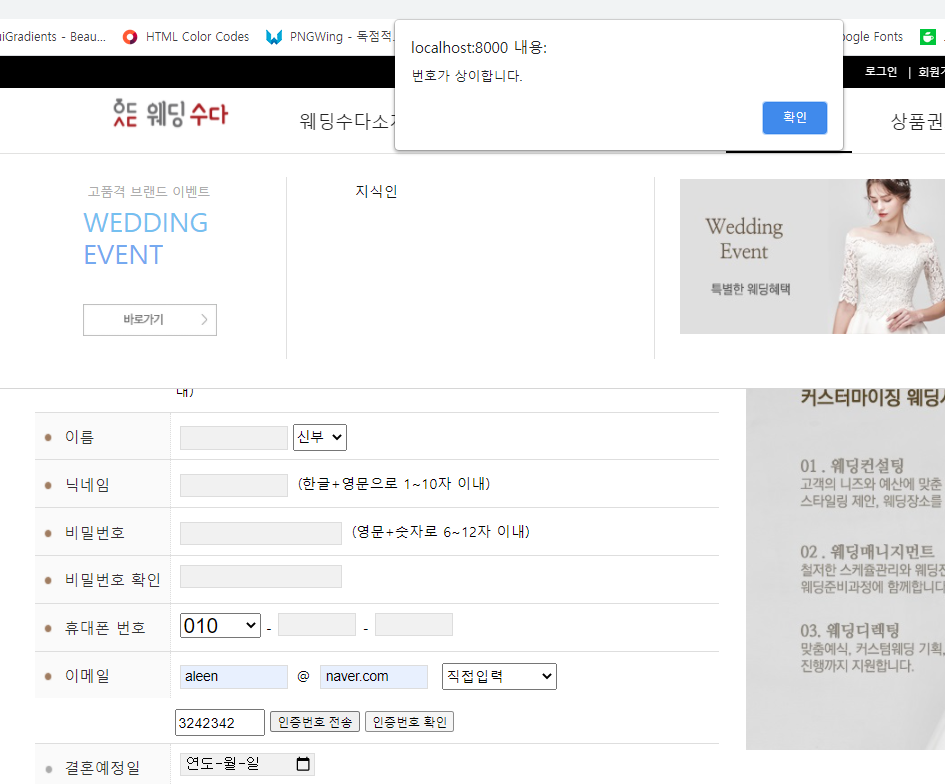 uiGradients - Beau...
HTML Color Codes
PNGWing - 독점적
ogle Fonts
localhost:8000 내용:
번호가 상이합니다.
확인
로그인 | 회원가
웨딩수다
웨딩수다소개
상품권
고품격 브랜드 이벤트
WEDDING
EVENT
바로가기
지식인
Wedding
Event
특별한 웨딩혜택
내)
이름
신부
닉네임
(한글+영문으로 1~10자 이내)
비밀번호
(영문+숫자로 6~12자 이내)
비밀번호 확인
휴대폰 번호
010 - -
이메일
aleen @ naver.com 직접입력
3242342 인증번호 전송 인증번호 확인
결혼예정일
연도-월-일
커스터마이징 웨딩서
01 . 웨딩컨설팅
고객의 니즈와 예산에 맞춘
스타일링 제안, 웨딩장소를
02 . 웨딩매니지먼트
철저한 스케쥴관리와 웨딩전
웨딩준비과정에 함께합니다
03. 웨딩디렉팅
맞춤예식, 커스텀웨딩 기획,
진행까지 지원합니다.